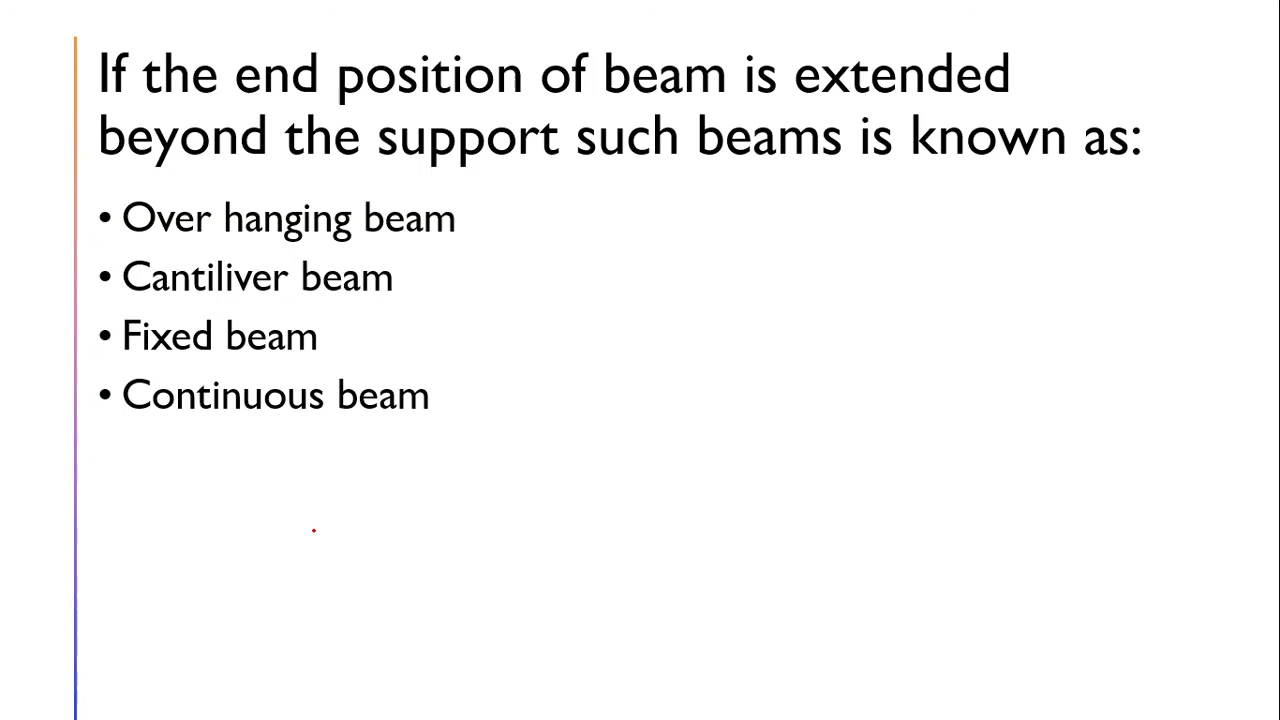 If the end position of beam is extended
beyond the support such beams is known as:
• Over hanging beam
• Cantiliver beam
• Fixed beam
• Continuous beam